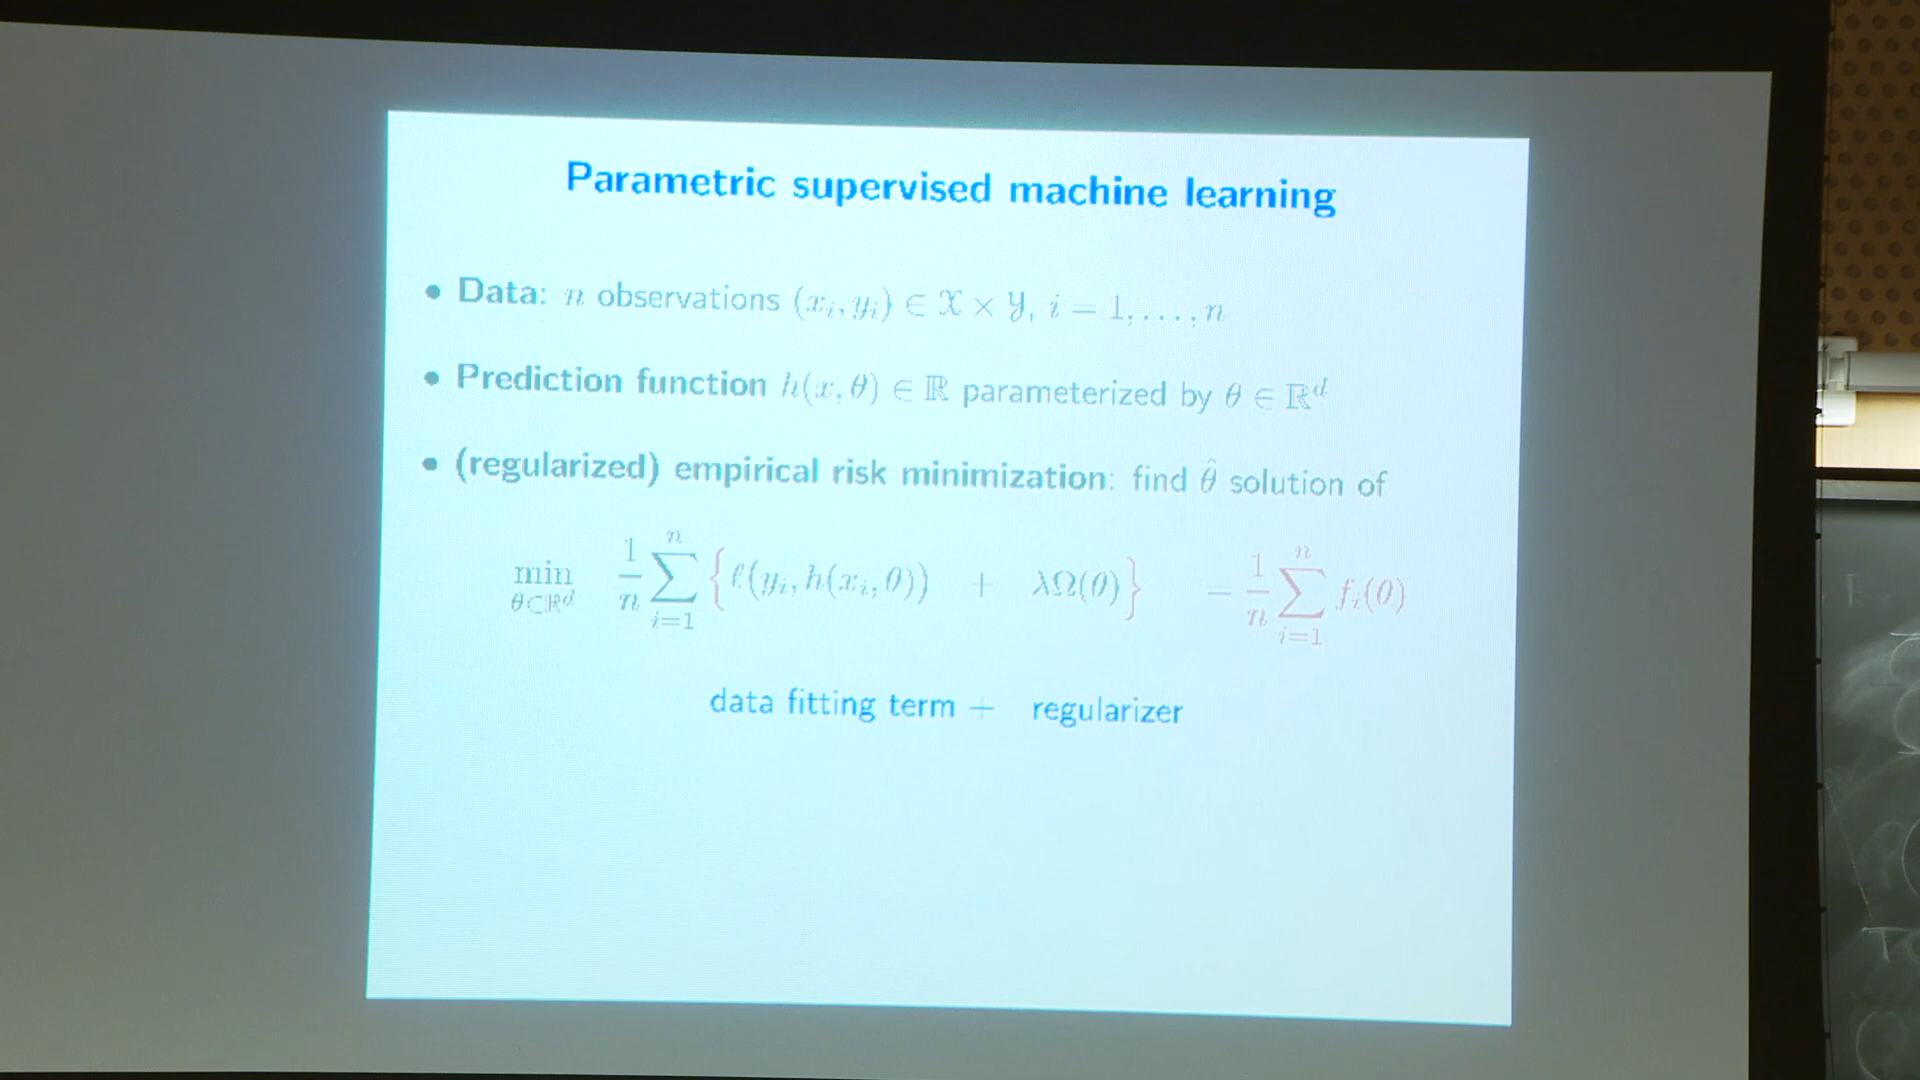 Parametric supervised machine learning
• Data: n observations (xᵢ, yᵢ) ∈ 𝒳 × 𝒴, i = 1, . . . , n
• Prediction function h(x, θ) ∈ ℝ parameterized by θ ∈ ℝᵈ
• (regularized) empirical risk minimization: find θ̂ solution of
min_{θ∈ℝᵈ} 1/n ∑_{i=1}^{n} {ℓ(yᵢ, h(xᵢ, θ)) + λΩ(θ)} = 1/n ∑_{i=1}^{n} fᵢ(θ)
data fitting term + regularizer